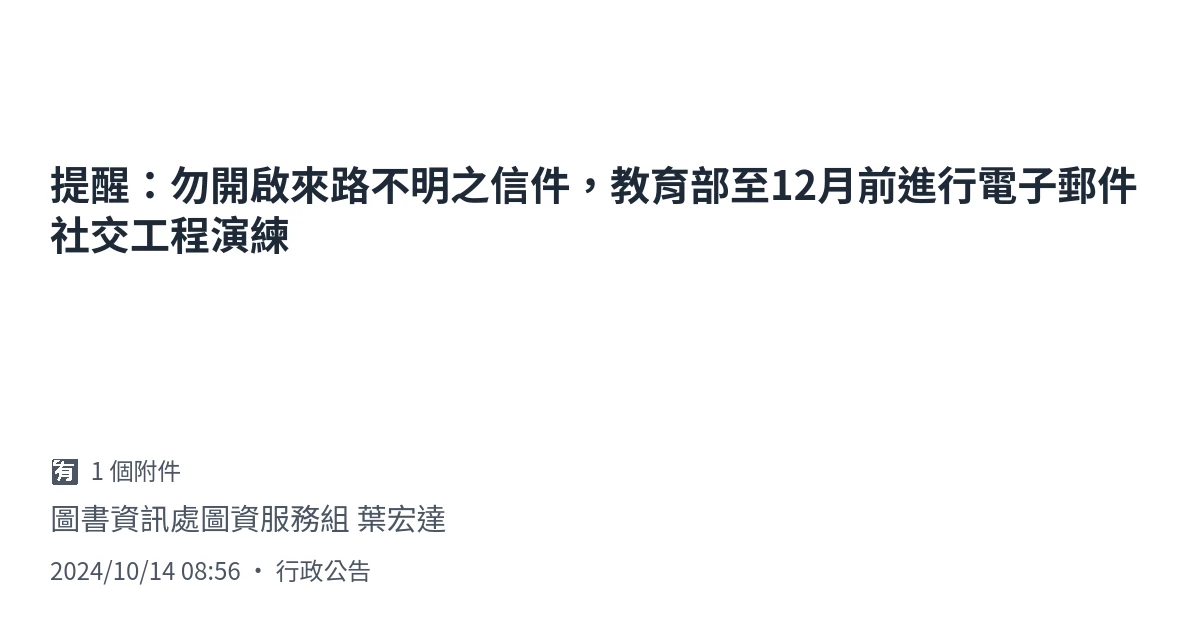 提醒：勿開啟來路不明之信件，教育部至12月前進行電子郵件
社交工程演練
🈶 1 個附件
圖書資訊處圖資服務組 葉宏達
2024/10/14 08:56 ・ 行政公告